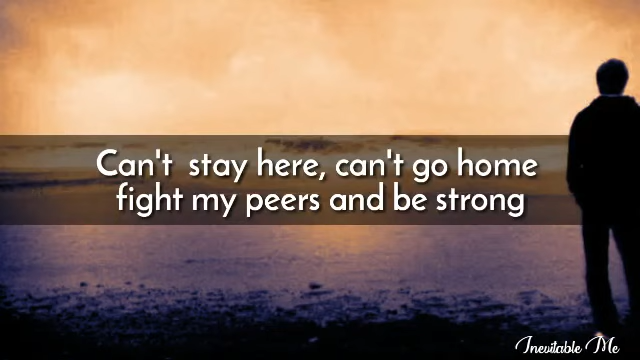 Can't  stay here, can't go home
fight my peers and be strong
Inevitable Me